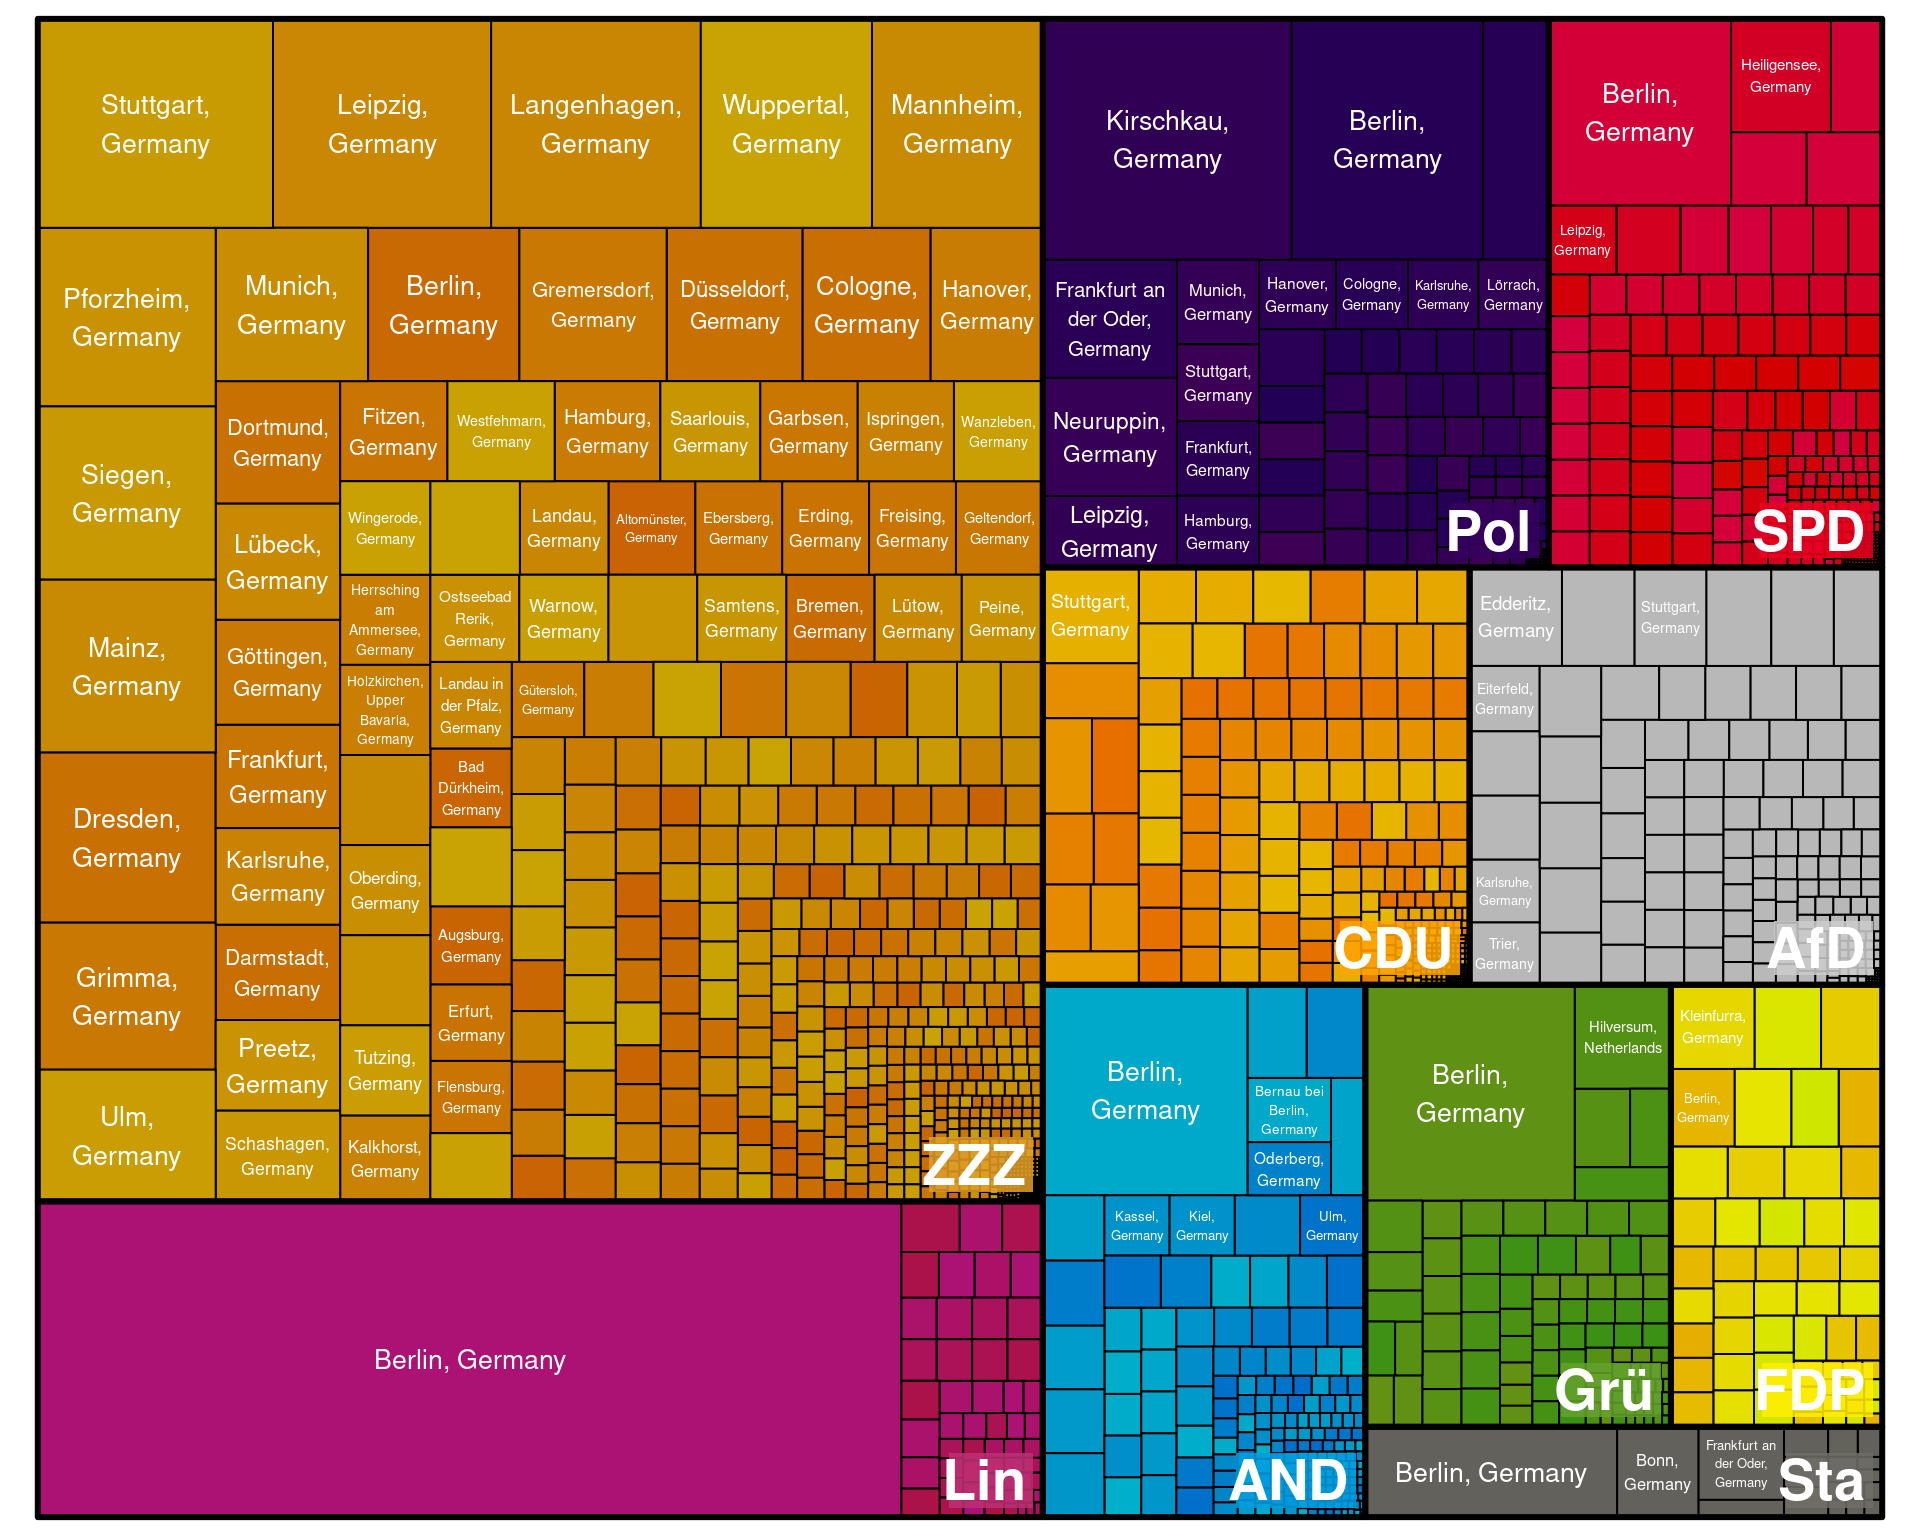 Stuttgart,
Germany
Leipzig,
Germany
Langenhagen,
Germany
Wuppertal,
Germany
Mannheim,
Germany
Pforzheim,
Germany
Munich,
Germany
Berlin,
Germany
Gremersdorf,
Germany
Düsseldorf,
Germany
Cologne,
Germany
Hanover,
Germany
Siegen,
Germany
Mainz,
Germany
Dresden,
Germany
Grimma,
Germany
Ulm,
Germany
Dortmund,
Germany
Lübeck,
Germany
Göttingen,
Germany
Frankfurt,
Germany
Karlsruhe,
Germany
Darmstadt,
Germany
Preetz,
Germany
Schashagen,
Germany
Fitzen,
Germany
Westfehmarn,
Germany
Hamburg,
Germany
Saarlouis,
Germany
Garbsen,
Germany
Ispringen,
Germany
Wanzleben,
Germany
Wingerode,
Germany
Landau,
Germany
Altomünster,
Germany
Ebersberg,
Germany
Erding,
Germany
Freising,
Germany
Geltendorf,
Germany
Herrsching
am
Ammersee,
Germany
Ostseebad
Rerik,
Germany
Warnow,
Germany
Samtens,
Germany
Bremen,
Germany
Lütow,
Germany
Peine,
Germany
Holzkirchen,
Upper
Bavaria,
Germany
Landau in
der Pfalz,
Germany
Gütersloh,
Germany
Bad
Dürkheim,
Germany
Oberding,
Germany
Augsburg,
Germany
Erfurt,
Germany
Tutzing,
Germany
Flensburg,
Germany
Kalkhorst,
Germany
ZZZ
Berlin, Germany
Lin
Kirschkau,
Germany
Berlin,
Germany
Frankfurt an
der Oder,
Germany
Munich,
Germany
Hanover,
Germany
Cologne,
Germany
Karlsruhe,
Germany
Lörrach,
Germany
Stuttgart,
Germany
Neuruppin,
Germany
Frankfurt,
Germany
Leipzig,
Germany
Hamburg,
Germany
Pol
Berlin,
Germany
Heiligensee,
Germany
Leipzig,
Germany
SPD
Stuttgart,
Germany
CDU
Edderitz,
Germany
Stuttgart,
Germany
Eiterfeld,
Germany
Karlsruhe,
Germany
Trier,
Germany
AfD
Berlin,
Germany
Bernau bei
Berlin,
Germany
Oderberg,
Germany
Kassel,
Germany
Kiel,
Germany
Ulm,
Germany
AND
Berlin,
Germany
Hilversum,
Netherlands
Grü
Kleinfurra,
Germany
Berlin,
Germany
FDP
Berlin, Germany
Bonn,
Germany
Frankfurt an
der Oder,
Germany
Sta